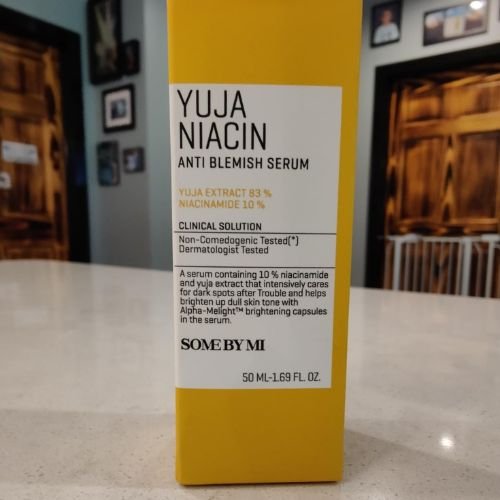 YUJA
NIACIN
ANTI BLEMISH SERUM
YUJA EXTRACT 83 %
NIACINAMIDE 10 %
CLINICAL SOLUTION
Non-Comedogenic Tested(*)
Dermatologist Tested
A serum containing 10 % niacinamide
and yuja extract that intensively cares
for dark spots after Trouble and helps
brighten up dull skin tone with
Alpha-Melight™ brightening capsules
in the serum.
SOME BY MI
50 ML-1.69 FL. OZ.